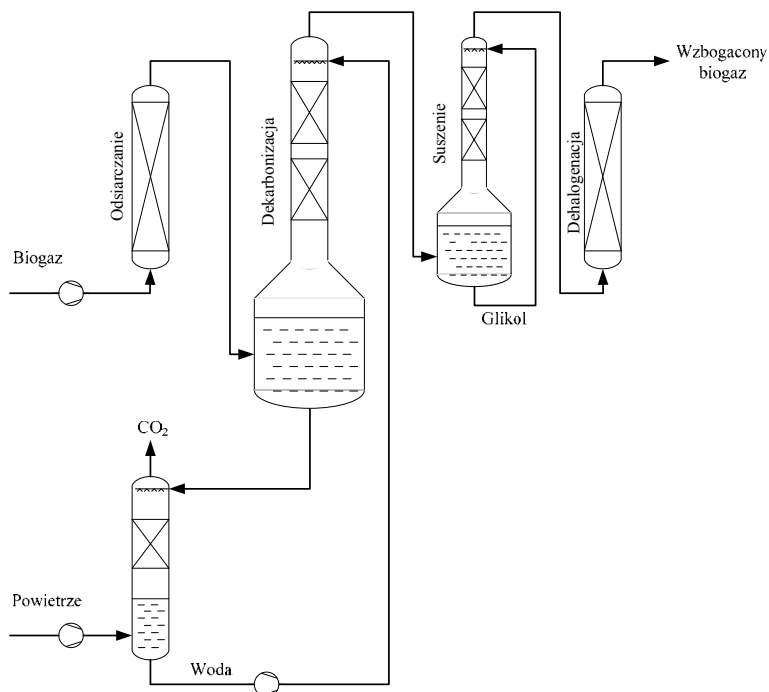 Wzbogacony
biogaz
Odsiarczanie
Dekarbonizacja
Suszenie
Dehalogenacja
Biogaz
Glikol
CO₂
Powietrze
Woda